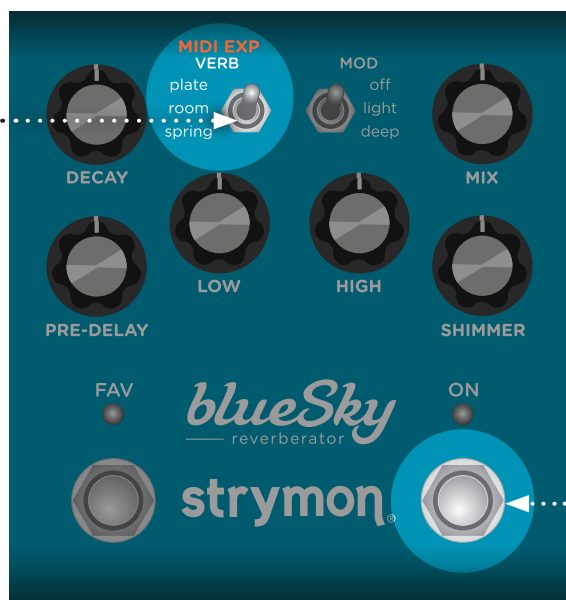 MIDI EXP
VERB
plate
room
spring
MOD
off
light
deep
DECAY
MIX
LOW
HIGH
PRE-DELAY
SHIMMER
FAV
ON
blueSky
reverberator
strymon®